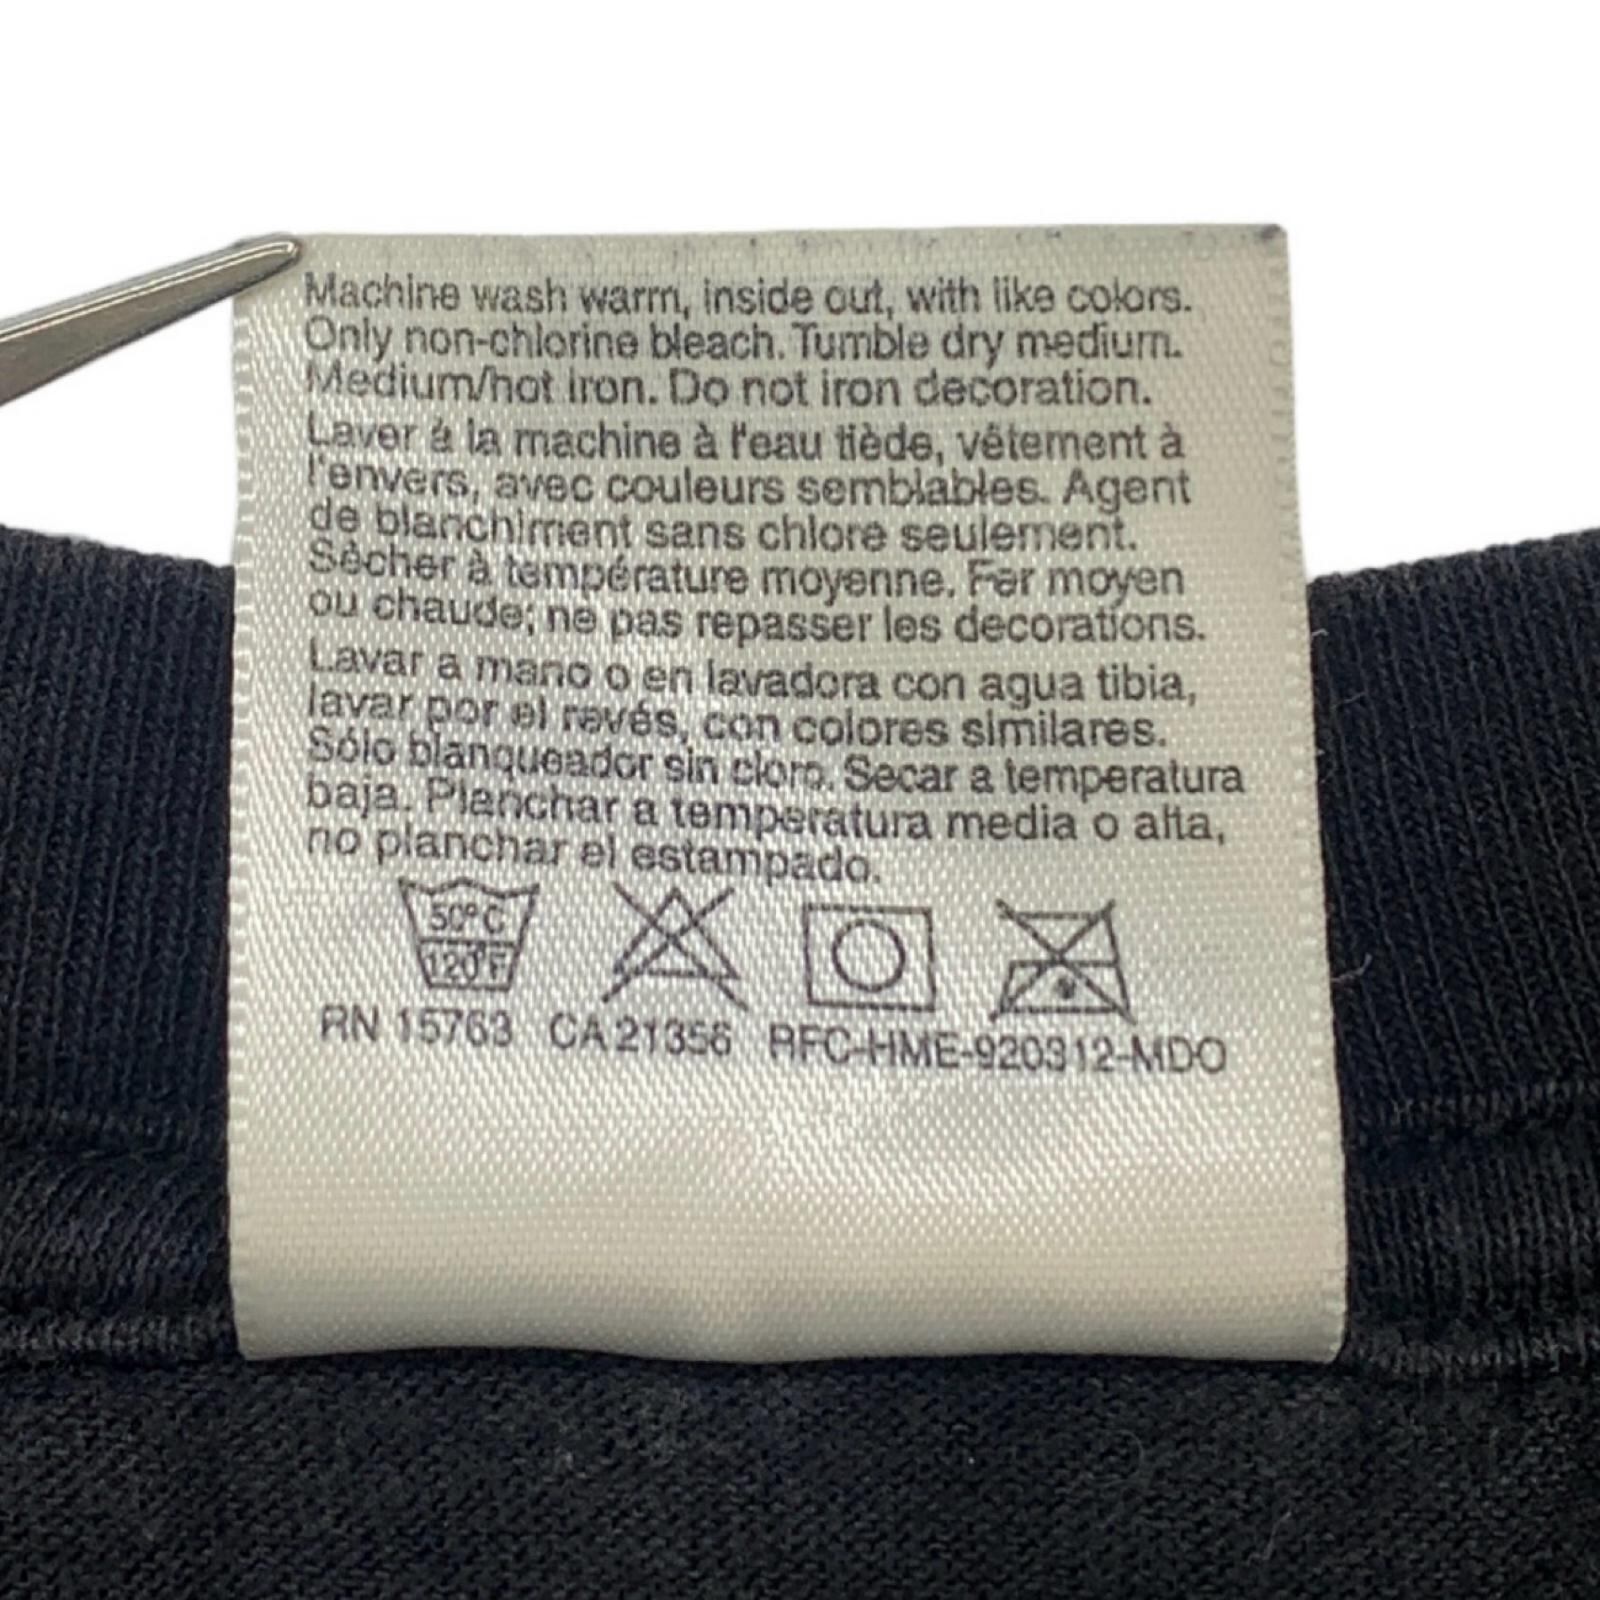 Machine wash warm, inside out, with like colors.
Only non-chlorine bleach. Tumble dry medium.
Medium/hot iron. Do not iron decoration.
Laver à la machine à l'eau tiède, vêtement à
l'envers, avec couleurs semblables. Agent
de blanchiment sans chlore seulement.
Sècher à température moyenne. Fer moyen
ou chaude; ne pas repasser les decorations.
Lavar a mano o en lavadora con agua tibia,
lavar por el revés, con colores similares.
Sólo blanqueador sin cloro. Secar a temperatura
baja. Planchar a temperatura media o alta,
no planchar el estampado.
50°C
120°F
RN 15763 CA 21356 RFC-HME-920312-MDO